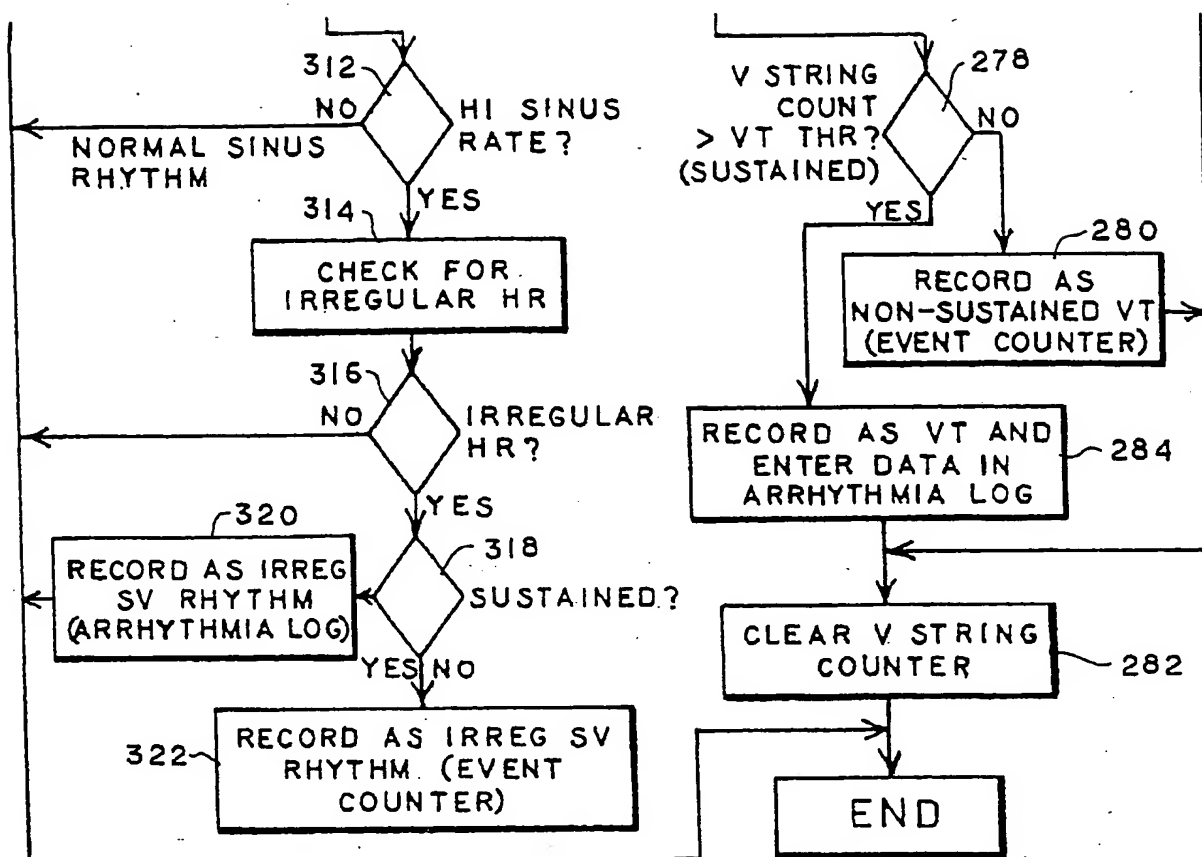 312
NO
HI SINUS
RATE?
NORMAL SINUS
RHYTHM
YES
314
CHECK FOR
IRREGULAR HR
316
NO
IRREGULAR
HR?
YES
320
318
RECORD AS IRREG
SV RHYTHM
(ARRHYTHMIA LOG)
SUSTAINED?
YES NO
322
RECORD AS IRREG SV
RHYTHM. (EVENT
COUNTER)
278
V STRING
COUNT
> VT THR?
(SUSTAINED)
NO
YES
280
RECORD AS
NON-SUSTAINED VT
(EVENT COUNTER)
RECORD AS VT AND
ENTER DATA IN
ARRHYTHMIA LOG
284
CLEAR V STRING
COUNTER
282
END